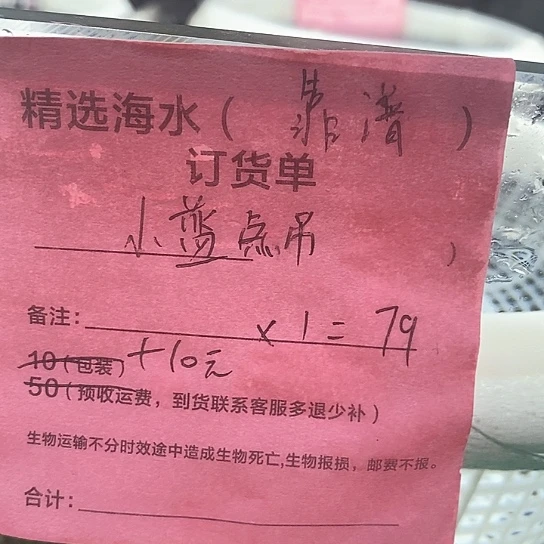 精选海水（靠谱）
订货单
小蓝点吊 ）
备注： × 1 = 79
10（包装）+10元
50（预收运费，到货联系客服多退少补）
生物运输不分时效途中造成生物死亡,生物报损，邮费不报。
合计：